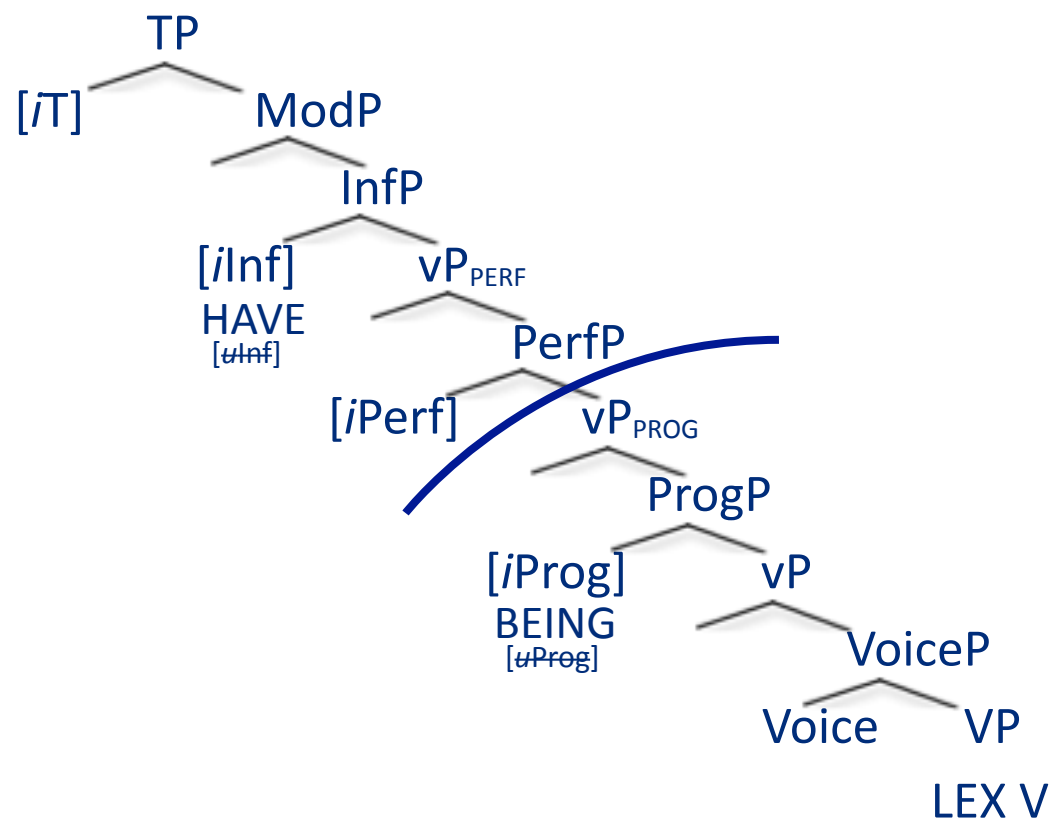 TP
[iT]
ModP
InfP
[iInf]
vPPERF
HAVE
[uInf]
PerfP
[iPerf]
vPPROG
ProgP
[iProg]
vP
BEING
[uProg]
VoiceP
Voice
VP
LEX V